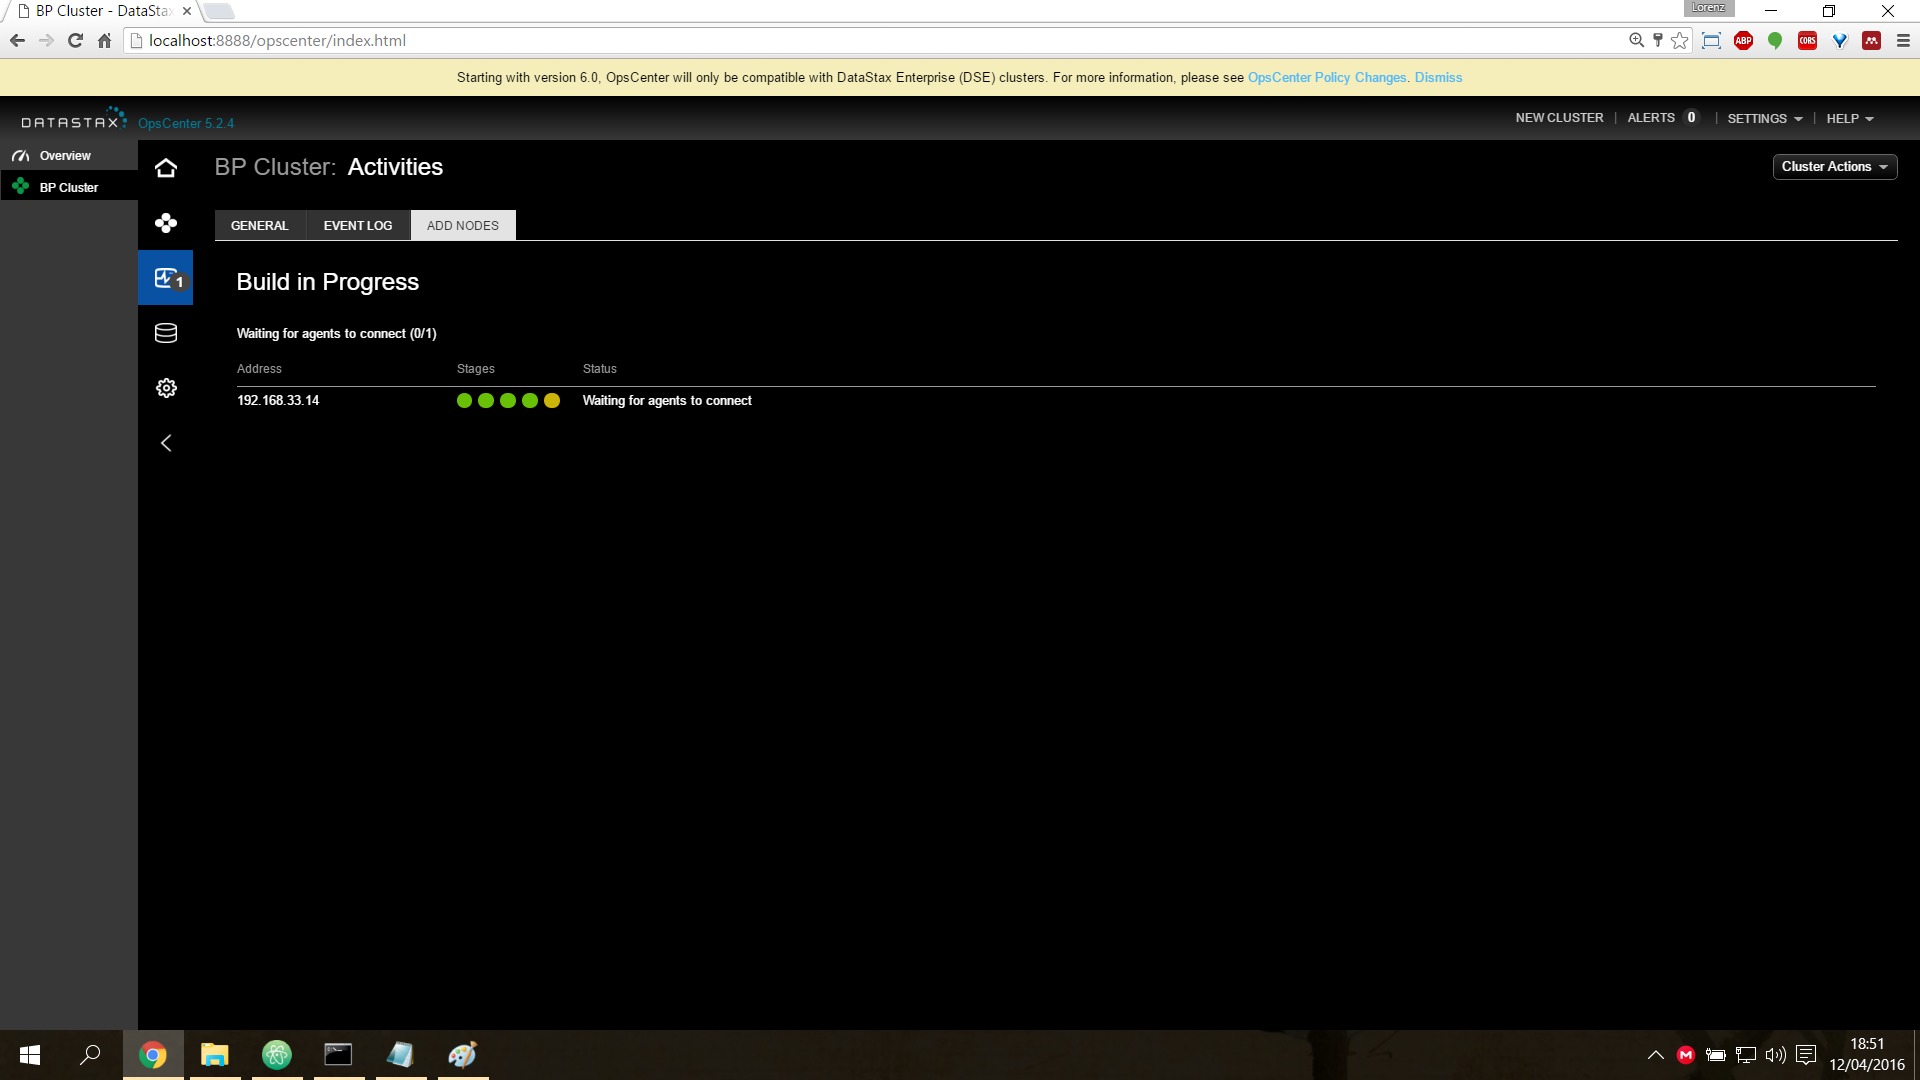 BP Cluster - DataStax
Lorenz
localhost:8888/opscenter/index.html
ABP
CORS
Starting with version 6.0, OpsCenter will only be compatible with DataStax Enterprise (DSE) clusters. For more information, please see OpsCenter Policy Changes. Dismiss
DATASTAX OpsCenter 5.2.4
NEW CLUSTER | ALERTS 0 | SETTINGS | HELP
Overview
BP Cluster
BP Cluster: Activities
Cluster Actions
GENERAL EVENT LOG ADD NODES
1
Build in Progress
Waiting for agents to connect (0/1)
Address Stages Status
192.168.33.14 Waiting for agents to connect
18:51
12/04/2016